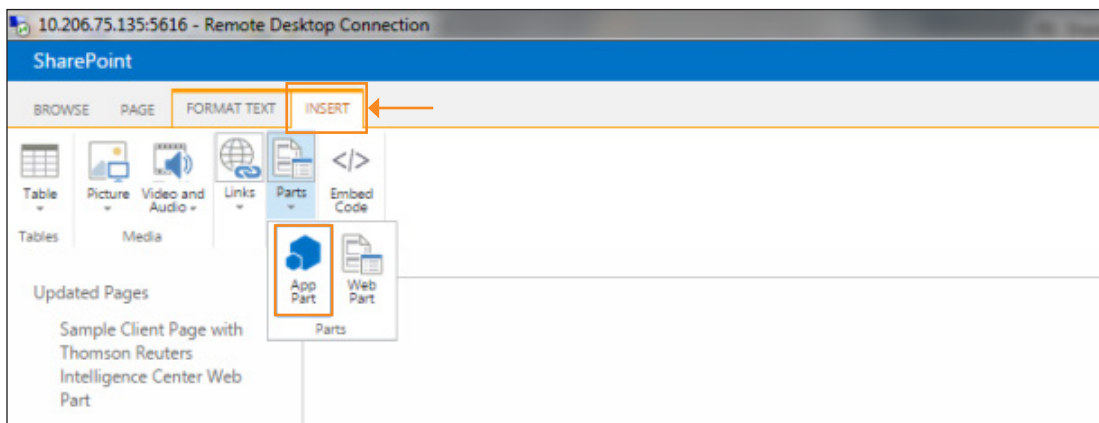 10.206.75.135:5616 - Remote Desktop Connection
SharePoint
BROWSE PAGE FORMAT TEXT INSERT
Table Picture Video and Audio Links Parts Embed Code
Tables Media
App Part Web Part
Parts
Updated Pages
Sample Client Page with
Thomson Reuters
Intelligence Center Web
Part